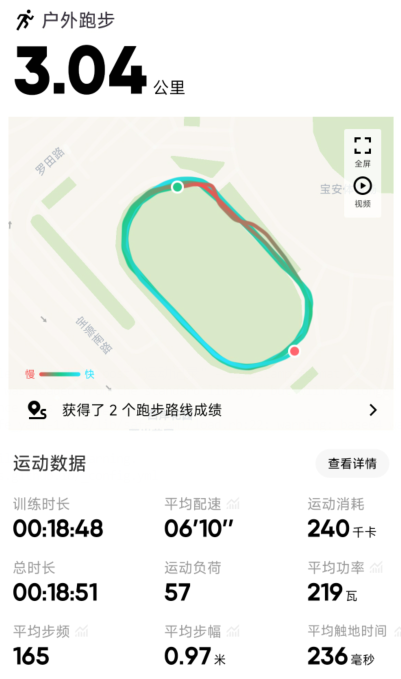 户外跑步
3.04 公里
罗田路
全屏
宝安
视频
慢 快
获得了 2 个跑步路线成绩
运动数据 查看详情
训练时长 平均配速 运动消耗
00:18:48 06'10" 240 千卡
总时长 运动负荷 平均功率
00:18:51 57 219 瓦
平均步频 平均步幅 平均触地时间
165 0.97 米 236 毫秒